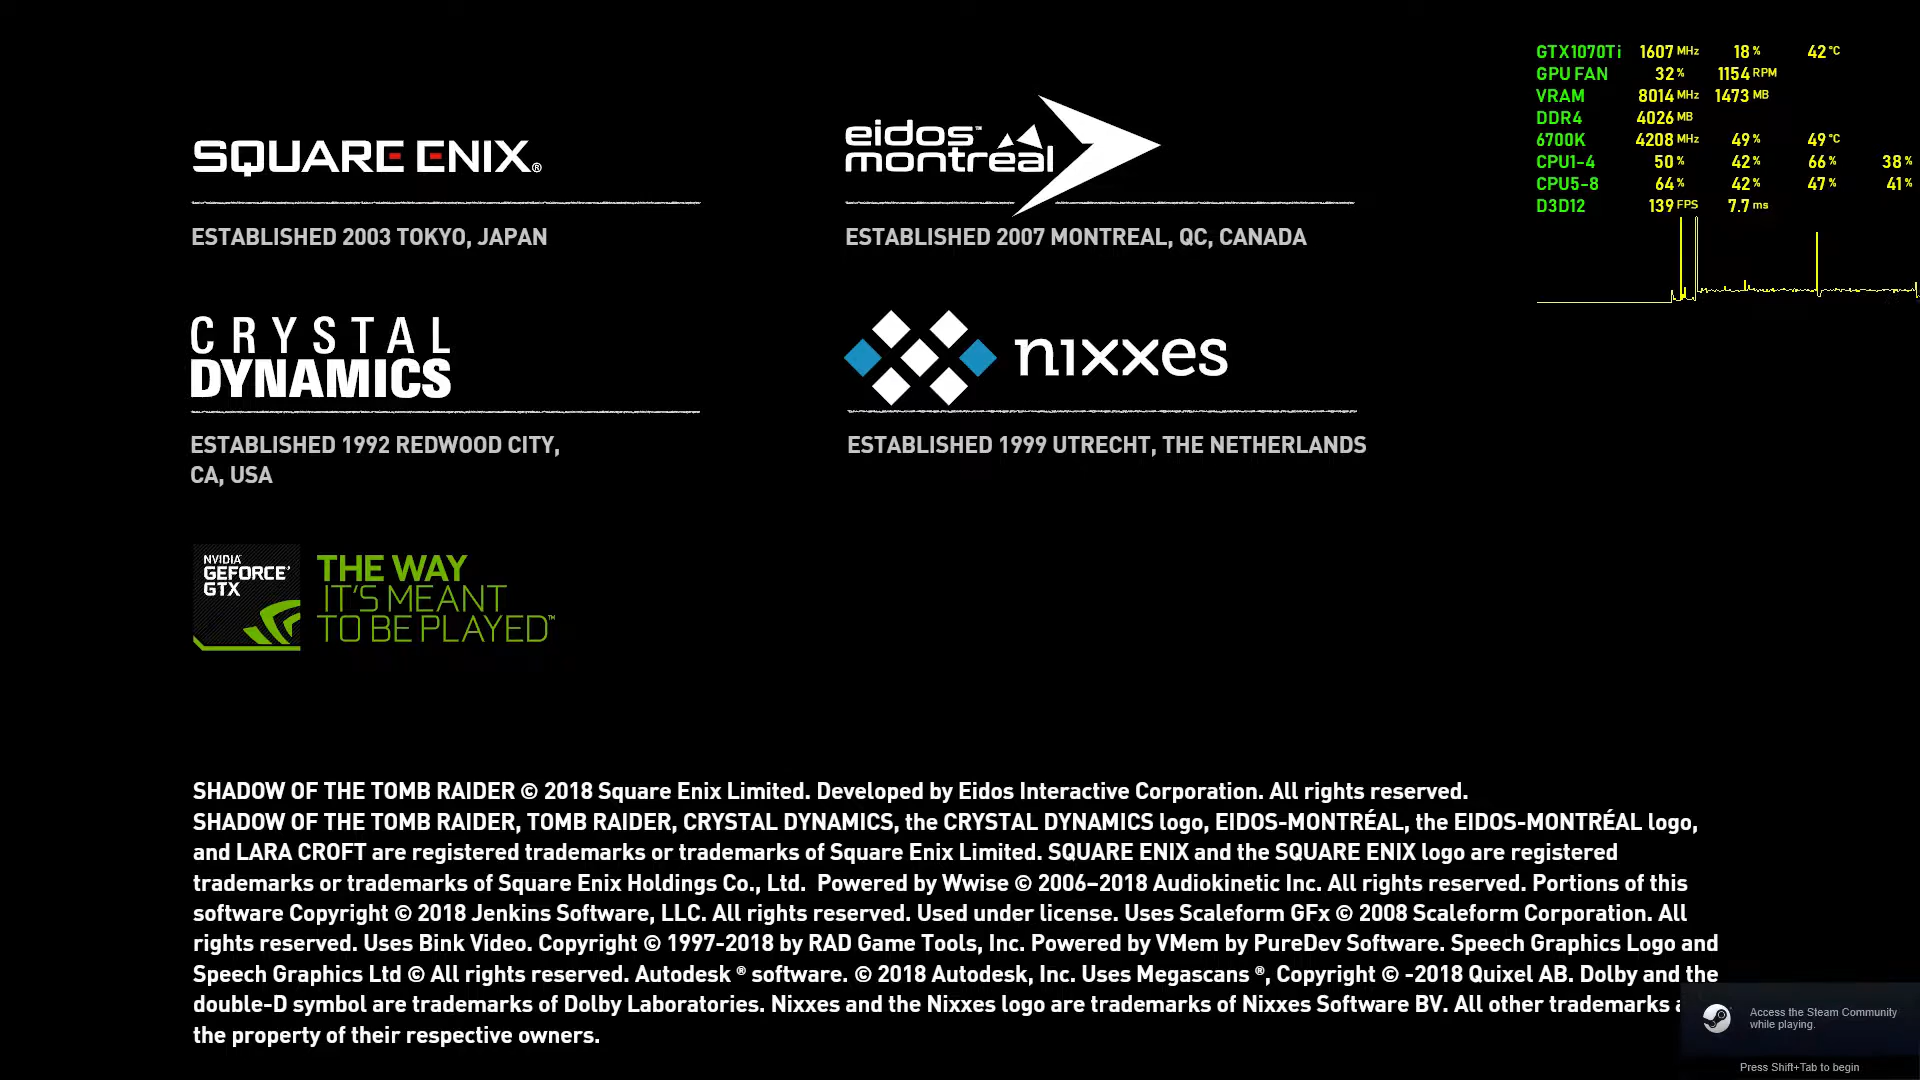 GTX1070Ti 1607 MHz 18 % 42 °C
GPU FAN 32 % 1154 RPM
VRAM 8014 MHz 1473 MB
DDR4 4026 MB
6700K 4208 MHz 49 % 49 °C
CPU1-4 50 % 42 % 66 % 38 %
CPU5-8 64 % 42 % 47 % 41 %
D3D12 139 FPS 7.7 ms
SQUARE ENIX®
ESTABLISHED 2003 TOKYO, JAPAN
eidos™
montréal
ESTABLISHED 2007 MONTREAL, QC, CANADA
CRYSTAL
DYNAMICS
ESTABLISHED 1992 REDWOOD CITY,
CA, USA
nixxes
ESTABLISHED 1999 UTRECHT, THE NETHERLANDS
NVIDIA
GEFORCE®
GTX
THE WAY
IT'S MEANT
TO BE PLAYED™
SHADOW OF THE TOMB RAIDER © 2018 Square Enix Limited. Developed by Eidos Interactive Corporation. All rights reserved.
SHADOW OF THE TOMB RAIDER, TOMB RAIDER, CRYSTAL DYNAMICS, the CRYSTAL DYNAMICS logo, EIDOS-MONTRÉAL, the EIDOS-MONTRÉAL logo,
and LARA CROFT are registered trademarks or trademarks of Square Enix Limited. SQUARE ENIX and the SQUARE ENIX logo are registered
trademarks or trademarks of Square Enix Holdings Co., Ltd.  Powered by Wwise © 2006–2018 Audiokinetic Inc. All rights reserved. Portions of this
software Copyright © 2018 Jenkins Software, LLC. All rights reserved. Used under license. Uses Scaleform GFx © 2008 Scaleform Corporation. All
rights reserved. Uses Bink Video. Copyright © 1997-2018 by RAD Game Tools, Inc. Powered by VMem by PureDev Software. Speech Graphics Logo and
Speech Graphics Ltd © All rights reserved. Autodesk ® software. © 2018 Autodesk, Inc. Uses Megascans ®, Copyright © -2018 Quixel AB. Dolby and the
double-D symbol are trademarks of Dolby Laboratories. Nixxes and the Nixxes logo are trademarks of Nixxes Software BV. All other trademarks
the property of their respective owners.
Access the Steam Community
while playing.
Press Shift+Tab to begin